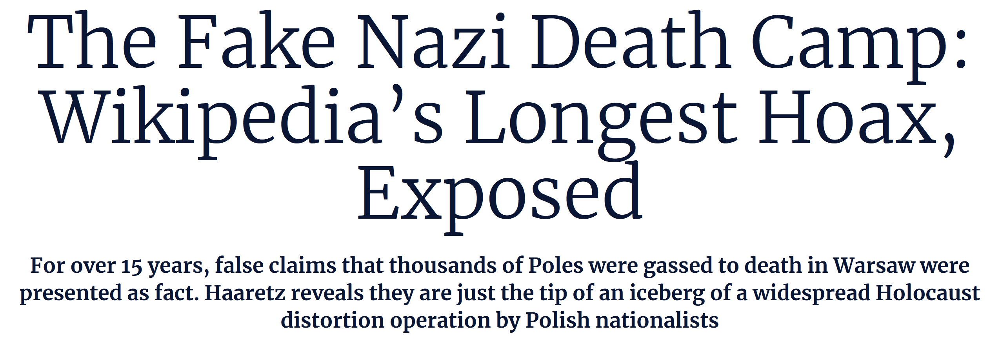 The Fake Nazi Death Camp:
Wikipedia’s Longest Hoax,
Exposed
For over 15 years, false claims that thousands of Poles were gassed to death in Warsaw were
presented as fact. Haaretz reveals they are just the tip of an iceberg of a widespread Holocaust
distortion operation by Polish nationalists